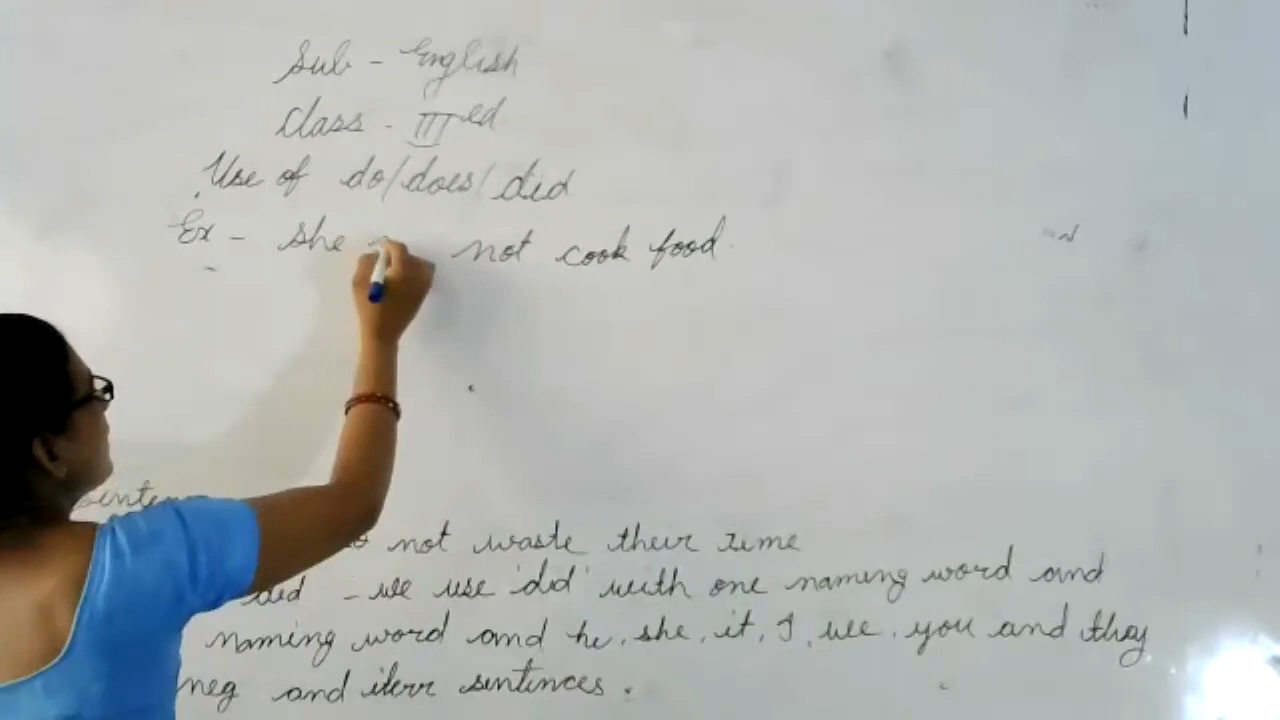 Sub - English
Class - III ed
Use of do/does/did
Ex - She not cook food
not waste their time
did - we use 'did' with one naming word and
naming word and he, she, it, I, we, you and they
neg and iterr sentences.